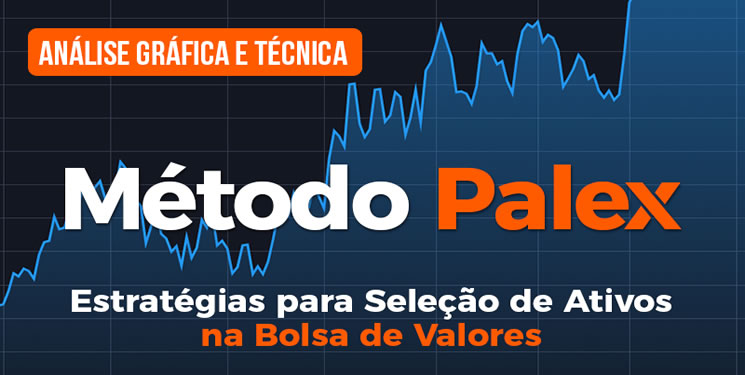 ANÁLISE GRÁFICA E TÉCNICA
Método Palex
Estratégias para Seleção de Ativos
na Bolsa de Valores